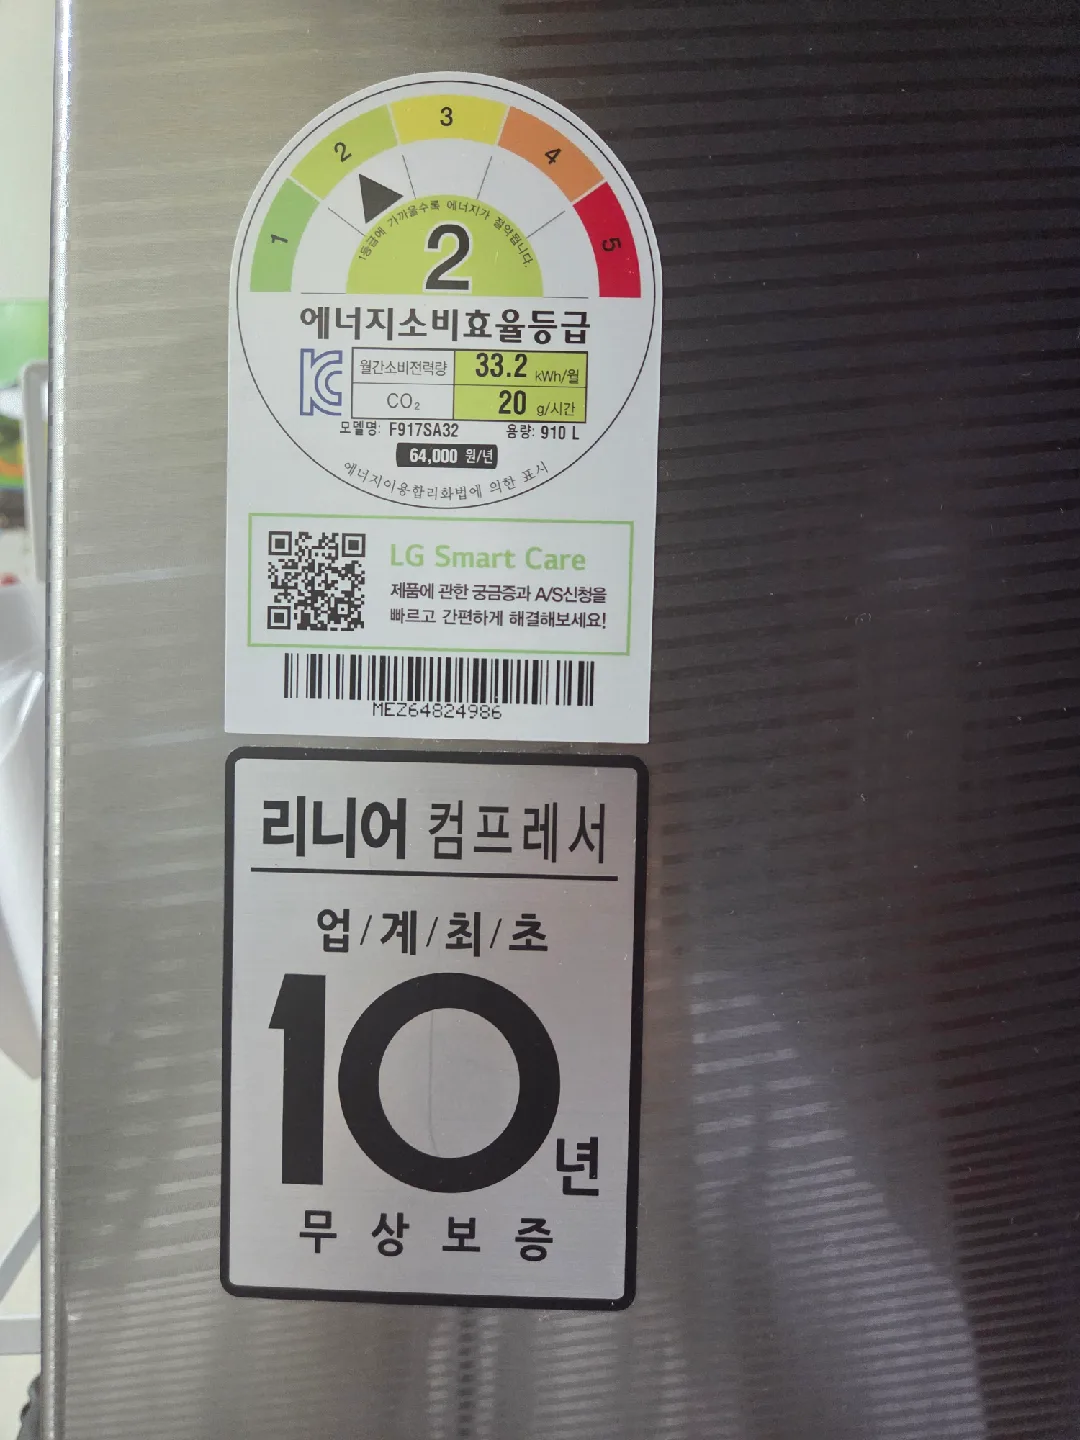 1 2 3 4 5
1등급에 가까울수록 에너지가 절약됩니다.
2
에너지소비효율등급
월간소비전력량 33.2 kWh/월
CO₂ 20 g/시간
모델명: F917SA32 용량: 910 L
64,000 원/년
에너지이용합리화법에 의한 표시
LG Smart Care
제품에 관한 궁금증과 A/S신청을
빠르고 간편하게 해결해보세요!
MEZ64824986
리니어 컴프레서
업/계/최/초
10년
무상보증